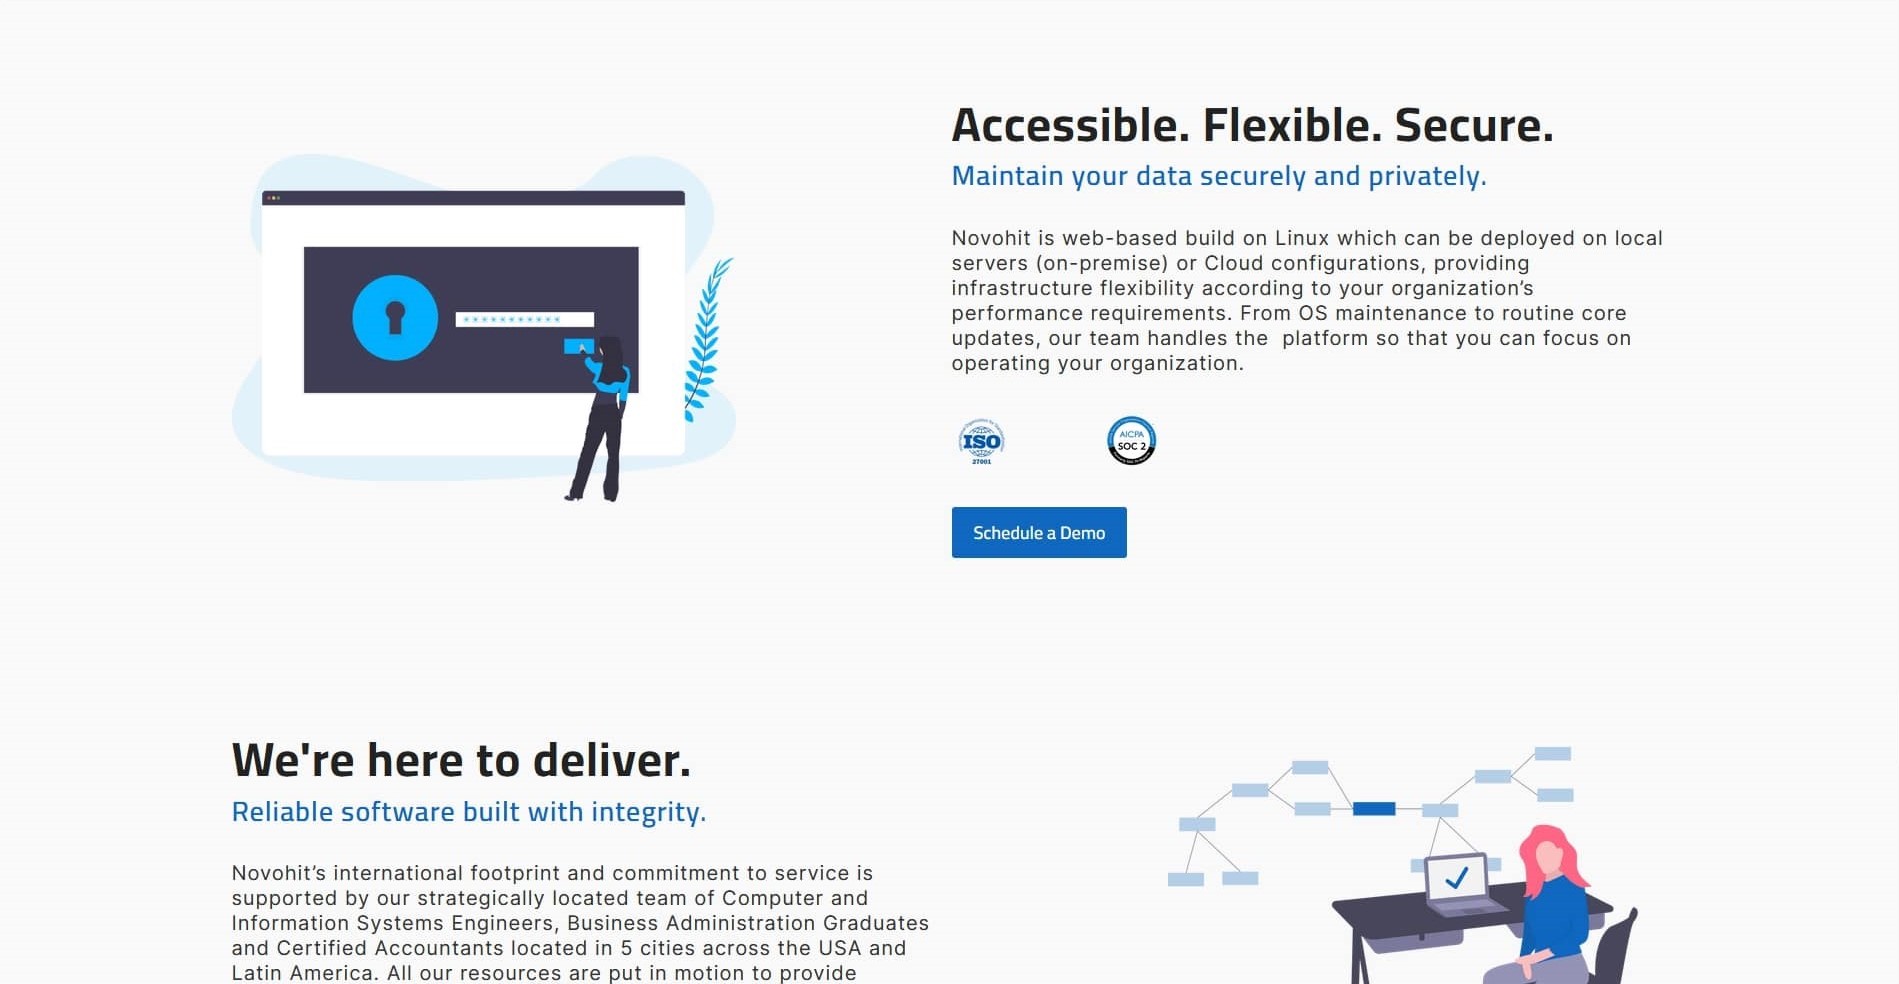 Accessible. Flexible. Secure.
Maintain your data securely and privately.
Novohit is web-based build on Linux which can be deployed on local
servers (on-premise) or Cloud configurations, providing
infrastructure flexibility according to your organization’s
performance requirements. From OS maintenance to routine core
updates, our team handles the  platform so that you can focus on
operating your organization.
ISO
27001
AICPA
SOC 2
Schedule a Demo
We're here to deliver.
Reliable software built with integrity.
Novohit’s international footprint and commitment to service is
supported by our strategically located team of Computer and
Information Systems Engineers, Business Administration Graduates
and Certified Accountants located in 5 cities across the USA and
Latin America. All our resources are put in motion to provide